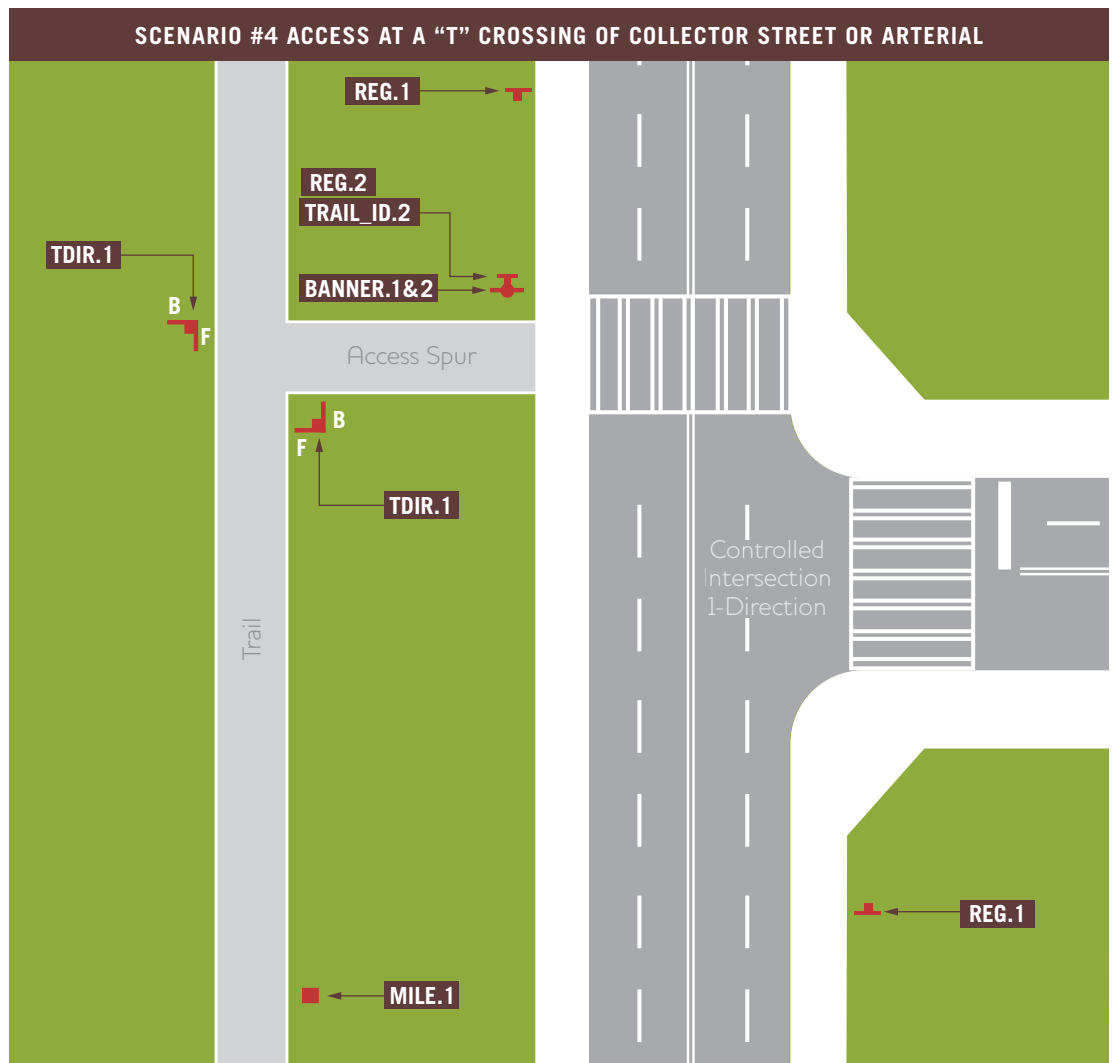 SCENARIO #4 ACCESS AT A “T” CROSSING OF COLLECTOR STREET OR ARTERIAL
REG.1
REG.2
TRAIL_ID.2
TDIR.1
BANNER.1&2
B
F
Access Spur
B
F
TDIR.1
Controlled
Intersection
1-Direction
Trail
REG.1
MILE.1